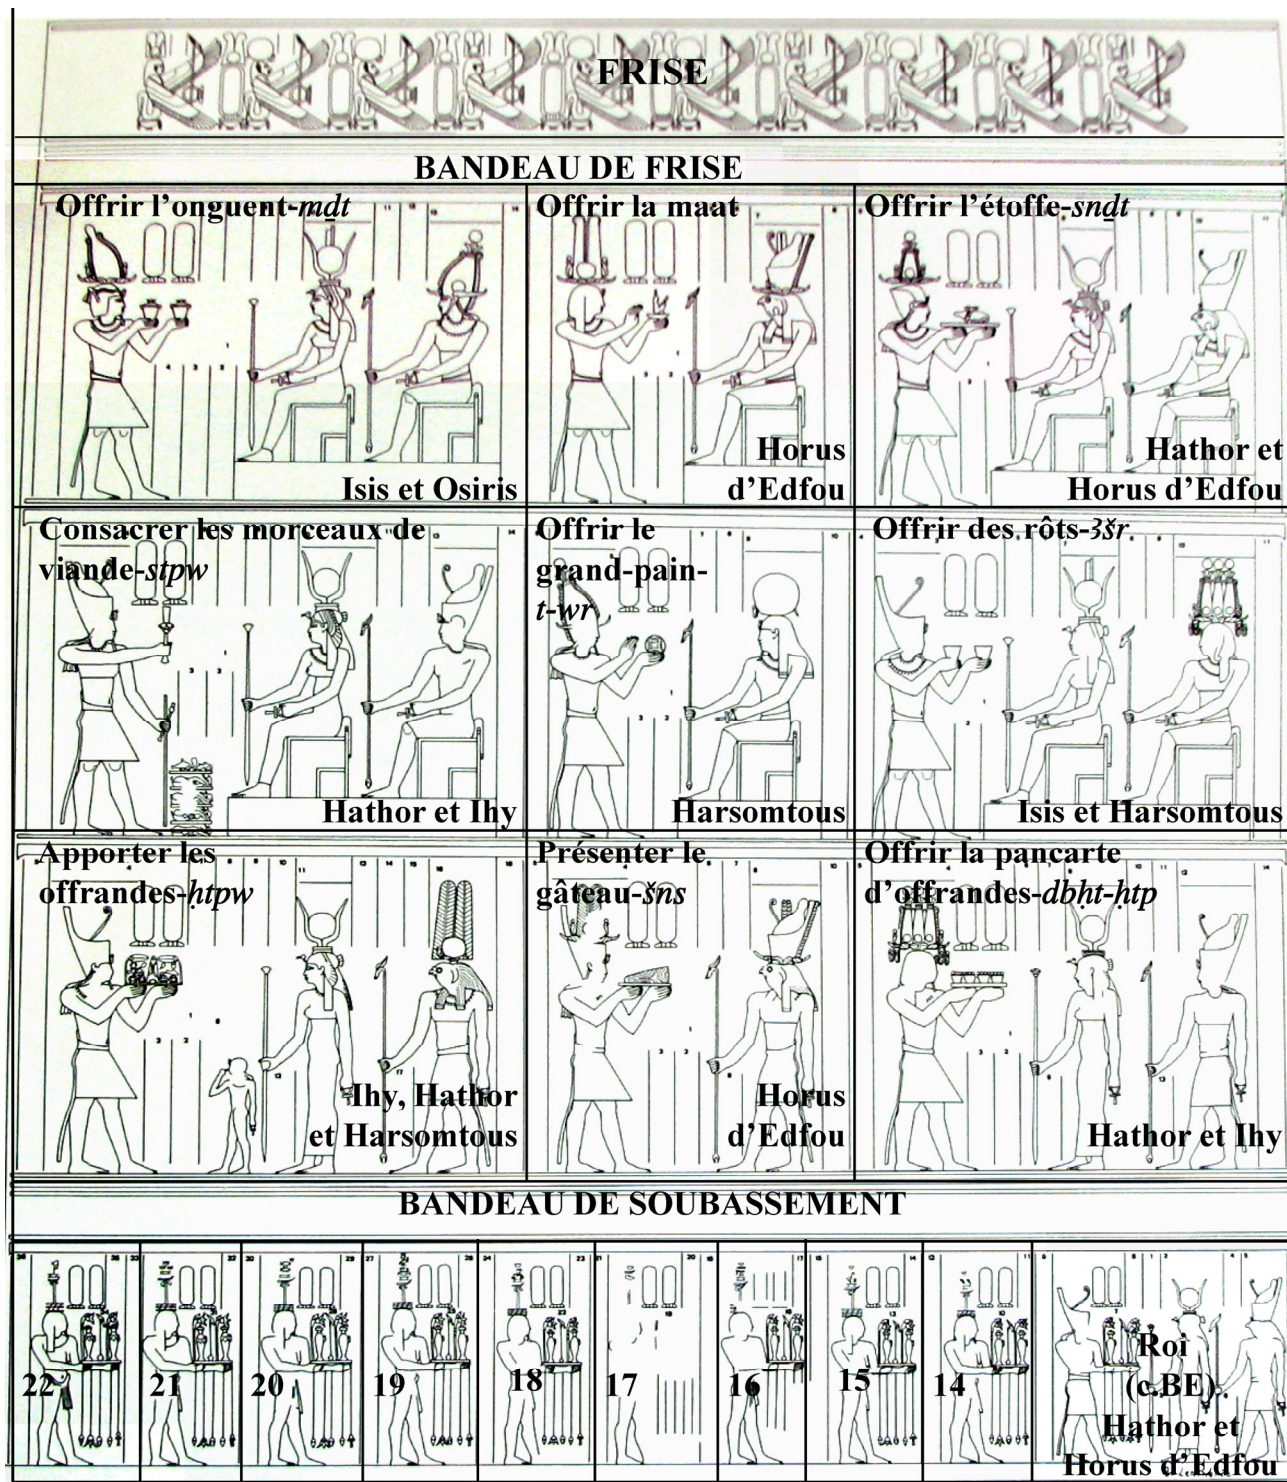 FRISE
BANDEAU DE FRISE
Offrir l’onguent-mḏt
Isis et Osiris
Offrir la maat
Horus
d’Edfou
Offrir l’étoffe-snḏt
Hathor et
Horus d’Edfou
Consacrer les morceaux de
viande-stpw
Hathor et Ihy
Offrir le
grand-pain-
t-wr
Harsomtous
Offrir des rôts-3šr
Isis et Harsomtous
Apporter les
offrandes-ḥtpw
Ihy, Hathor
et Harsomtous
Présenter le
gâteau-šns
Horus
d’Edfou
Offrir la pancarte
d’offrandes-dbḥt-ḥtp
Hathor et Ihy
BANDEAU DE SOUBASSEMENT
22
21
20
19
18
17
16
15
14
Roi
(c.BE)
Hathor et
Horus d’Edfou